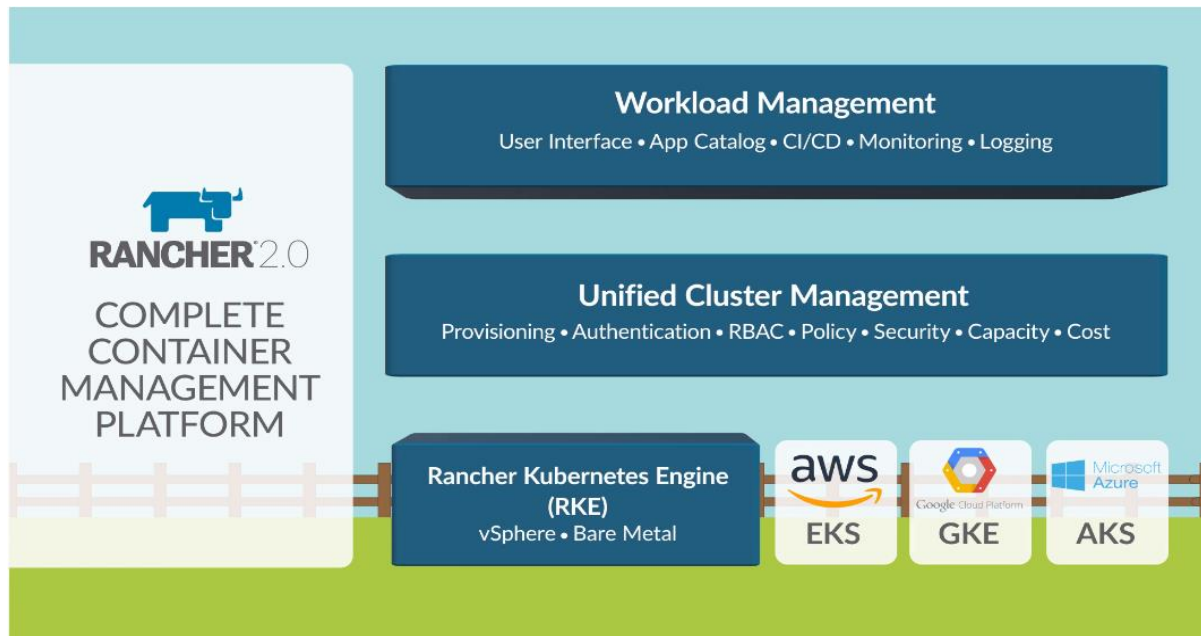 RANCHER® 2.0
COMPLETE
CONTAINER
MANAGEMENT
PLATFORM
Workload Management
User Interface • App Catalog • CI/CD • Monitoring • Logging
Unified Cluster Management
Provisioning • Authentication • RBAC • Policy • Security • Capacity • Cost
Rancher Kubernetes Engine
(RKE)
vSphere • Bare Metal
aws
EKS
Google Cloud Platform
GKE
Microsoft
Azure
AKS